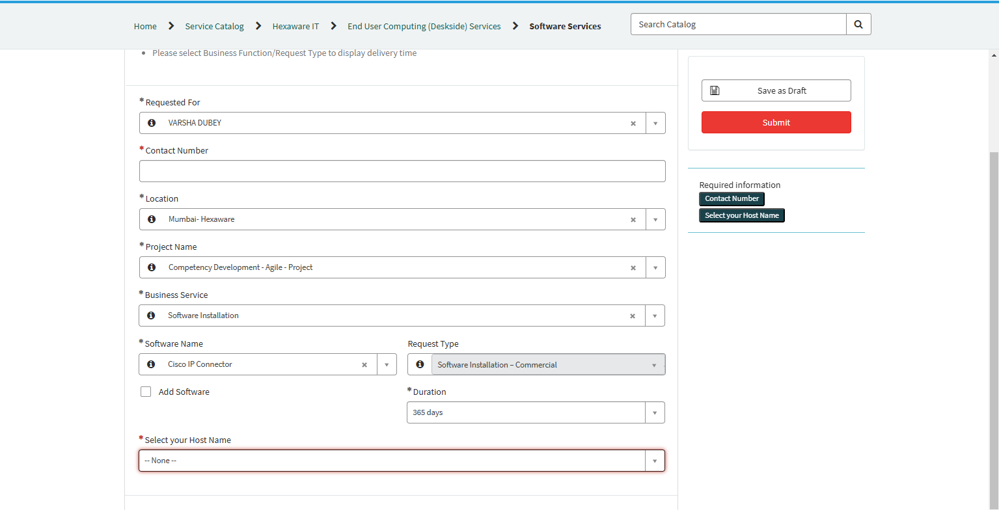 Home > Service Catalog > Hexaware IT > End User Computing (Deskside) Services > Software Services
Search Catalog
• Please select Business Function/Request Type to display delivery time
* Requested For
VARSHA DUBEY
* Contact Number
* Location
Mumbai- Hexaware
* Project Name
Competency Development - Agile - Project
* Business Service
Software Installation
* Software Name
Cisco IP Connector
Request Type
Software Installation – Commercial
Add Software
* Duration
365 days
* Select your Host Name
-- None --
Save as Draft
Submit
Required information
Contact Number
Select your Host Name